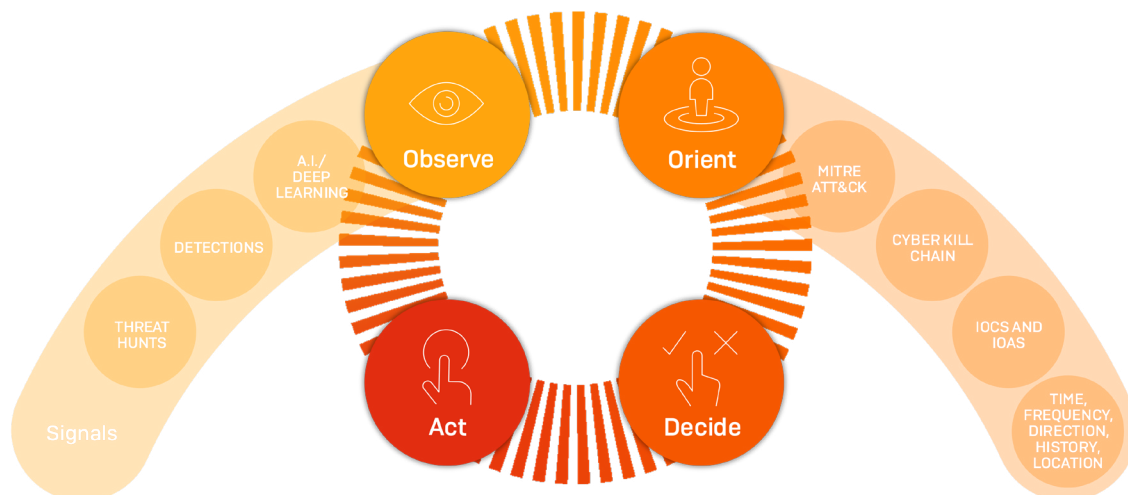 Observe
Orient
Act
Decide
A.I./
DEEP
LEARNING
DETECTIONS
THREAT
HUNTS
Signals
MITRE
ATT&CK
CYBER KILL
CHAIN
IOCS AND
IOAS
TIME,
FREQUENCY,
DIRECTION,
HISTORY,
LOCATION